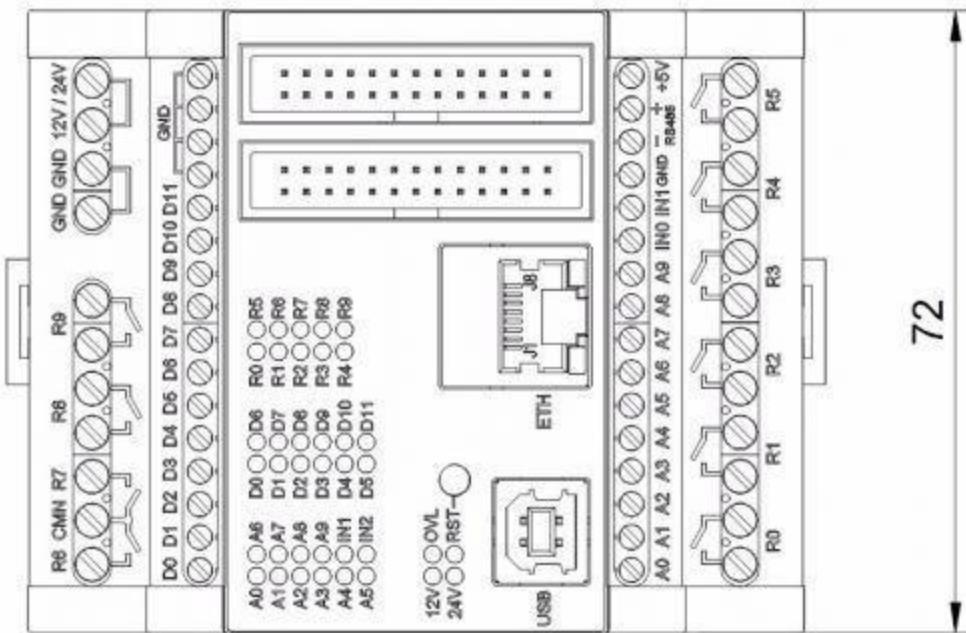 R6 CMN R7 R8 R9 GND GND 12V / 24V
D0 D1 D2 D3 D4 D5 D6 D7 D8 D9 D10 D11 GND
A0 A6 D0 D6 R0 R5
A1 A7 D1 D7 R1 R6
A2 A8 D2 D8 R2 R7
A3 A9 D3 D9 R3 R8
A4 IN1 D4 D10 R4 R9
A5 IN2 D5 D11
12V OVL
24V RST
J1 J8
USB ETH
A0 A1 A2 A3 A4 A5 A6 A7 A8 A9 IN0 IN1 GND - + +5V
RS485
R0 R1 R2 R3 R4 R5
72